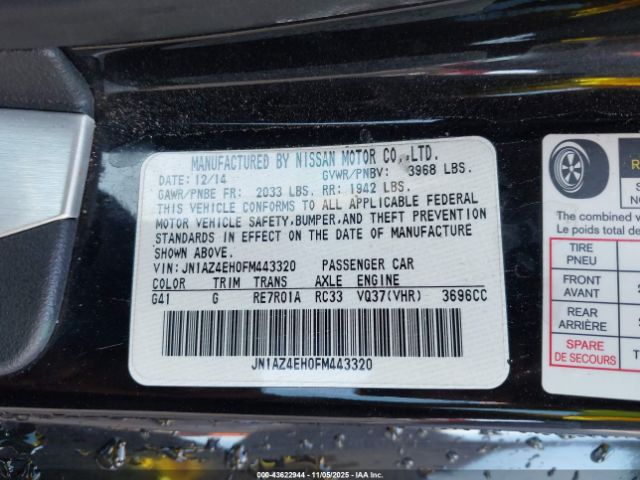 MANUFACTURED BY NISSAN MOTOR CO.,LTD.
DATE: 12/14 GVWR/PNBV: 3968 LBS.
GAWR/PNBE FR: 2033 LBS. RR: 1942 LBS.
THIS VEHICLE CONFORMS TO ALL APPLICABLE FEDERAL
MOTOR VEHICLE SAFETY, BUMPER, AND THEFT PREVENTION
STANDARDS IN EFFECT ON THE DATE OF MANUFACTURE
SHOWN ABOVE.
VIN: JN1AZ4EH0FM443320 PASSENGER CAR
COLOR TRIM TRANS AXLE ENGINE
G41 G RE7R01A RC33 VQ37(VHR) 3696CC
JN1AZ4EH0FM443320
The combined
Le poids total de
TIRE
PNEU
FRONT
AVANT
REAR
ARRIÈRE
SPARE
DE SECOURS
000-43622944 - 11/05/2025 - IAA Inc.